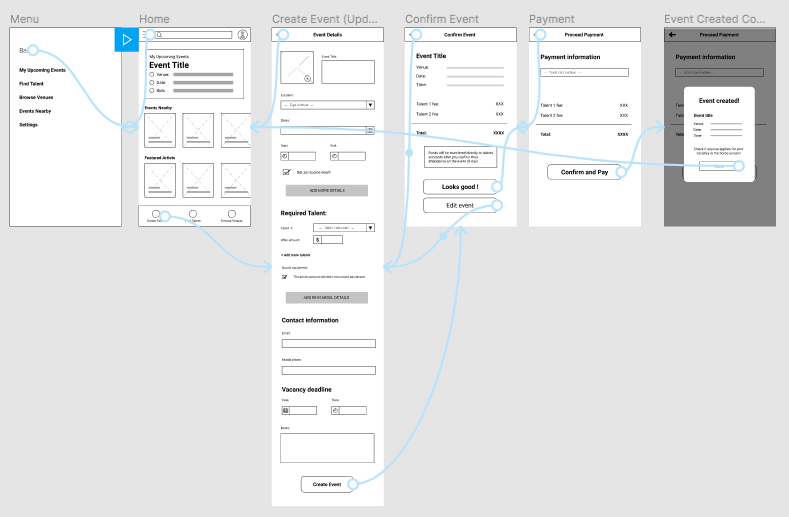 Menu
Ba
My Upcoming Events
Find Talent
Browse Venues
Events Nearby
Settings
Home
My Upcoming Events
Event Title
Venue:
Date:
Slots:
Events Nearby
Featured Artists
Browse Venues
Create Event (Upd...
Event Details
Event Title
Location
Dates
Start
End
Set as routine event
ADD MORE DETAILS
Required Talent:
Talent 1:
Offer amount:
$
+ Add more talents
Sound equipment
ADD REHEARSAL DETAILS
Contact information
Email
Mobile phone
Vacancy deadline
Date
Time
Notes
Create Event
Confirm Event
Confirm Event
Event Title
Venue:
Date:
Time:
Talent 1 fee
XXX
Talent 2 fee
XXX
Total:
XXXX
Looks good !
Edit event
Payment
Proceed Payment
Payment information
Talent 1 fee
XXX
Talent 2 fee
XXX
Total:
XXXX
Confirm and Pay
Event Created Co...
Proceed Payment
Payment information
Event created!
Event title
Venue:
Date:
Time: